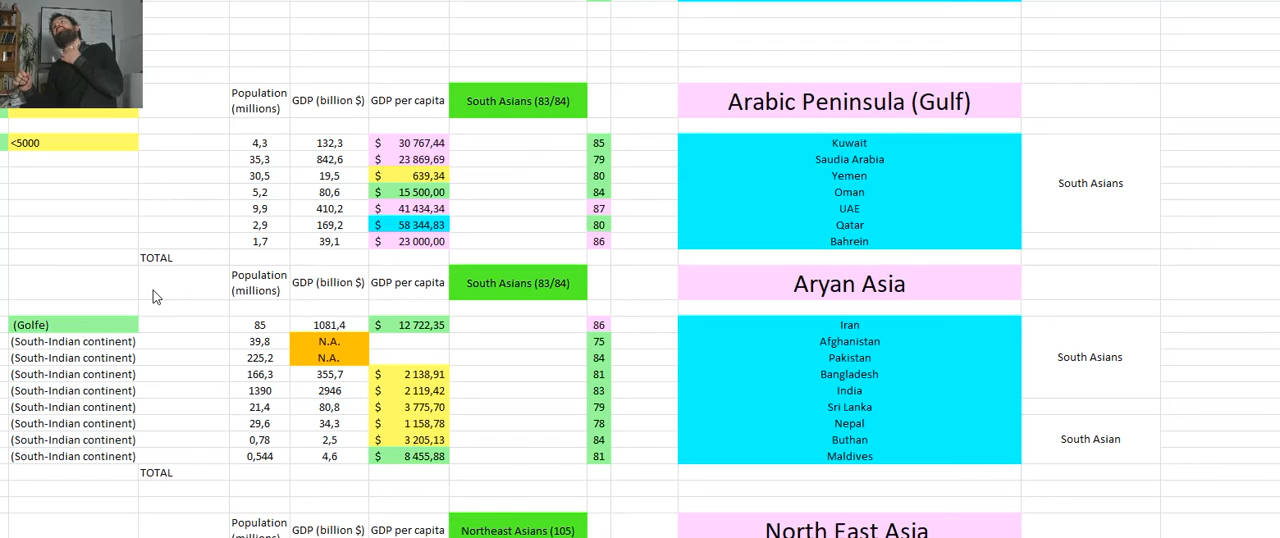 Population (millions) GDP (billion $) GDP per capita South Asians (83/84) Arabic Peninsula (Gulf)
<5000 4,3 132,3 $ 30 767,44 85 Kuwait
35,3 842,6 $ 23 869,69 79 Saudia Arabia
30,5 19,5 $ 639,34 80 Yemen
South Asians
5,2 80,6 $ 15 500,00 84 Oman
9,9 410,2 $ 41 434,34 87 UAE
2,9 169,2 $ 58 344,83 80 Qatar
1,7 39,1 $ 23 000,00 86 Bahrein
TOTAL
Population (millions) GDP (billion $) GDP per capita South Asians (83/84) Aryan Asia
(Golfe) 85 1081,4 $ 12 722,35 86 Iran
(South-Indian continent) 39,8 N.A. 75 Afghanistan
(South-Indian continent) 225,2 N.A. 84 Pakistan South Asians
(South-Indian continent) 166,3 355,7 $ 2 138,91 81 Bangladesh
(South-Indian continent) 1390 2946 $ 2 119,42 83 India
(South-Indian continent) 21,4 80,8 $ 3 775,70 79 Sri Lanka
(South-Indian continent) 29,6 34,3 $ 1 158,78 78 Nepal
(South-Indian continent) 0,78 2,5 $ 3 205,13 84 Buthan South Asian
(South-Indian continent) 0,544 4,6 $ 8 455,88 81 Maldives
TOTAL
Population (millions) GDP (billion $) GDP per capita Northeast Asians (105) North East Asia